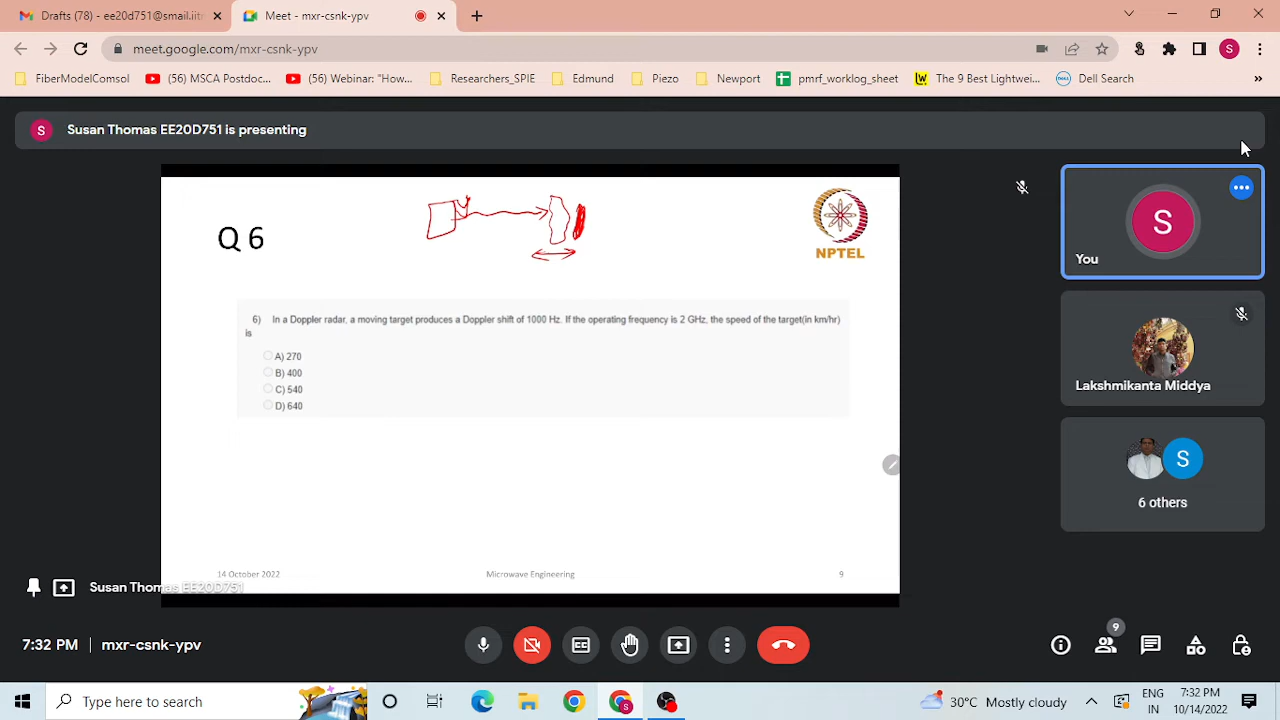 Drafts (78) - ee20d751@smail.iitr
Meet - mxr-csnk-ypv
meet.google.com/mxr-csnk-ypv
FiberModelComsol
(56) MSCA Postdoc...
(56) Webinar: "How...
Researchers_SPIE
Edmund
Piezo
Newport
pmrf_worklog_sheet
The 9 Best Lightwei...
Dell Search
»
S
Susan Thomas EE20D751 is presenting
Q 6
NPTEL
6) In a Doppler radar, a moving target produces a Doppler shift of 1000 Hz. If the operating frequency is 2 GHz, the speed of the target(in km/hr)
is
A) 270
B) 400
C) 540
D) 640
14 October 2022
Microwave Engineering
9
Susan Thomas EE20D751
S
You
Lakshmikanta Middya
S
6 others
7:32 PM | mxr-csnk-ypv
9
Type here to search
30°C Mostly cloudy
ENG
IN
7:32 PM
10/14/2022